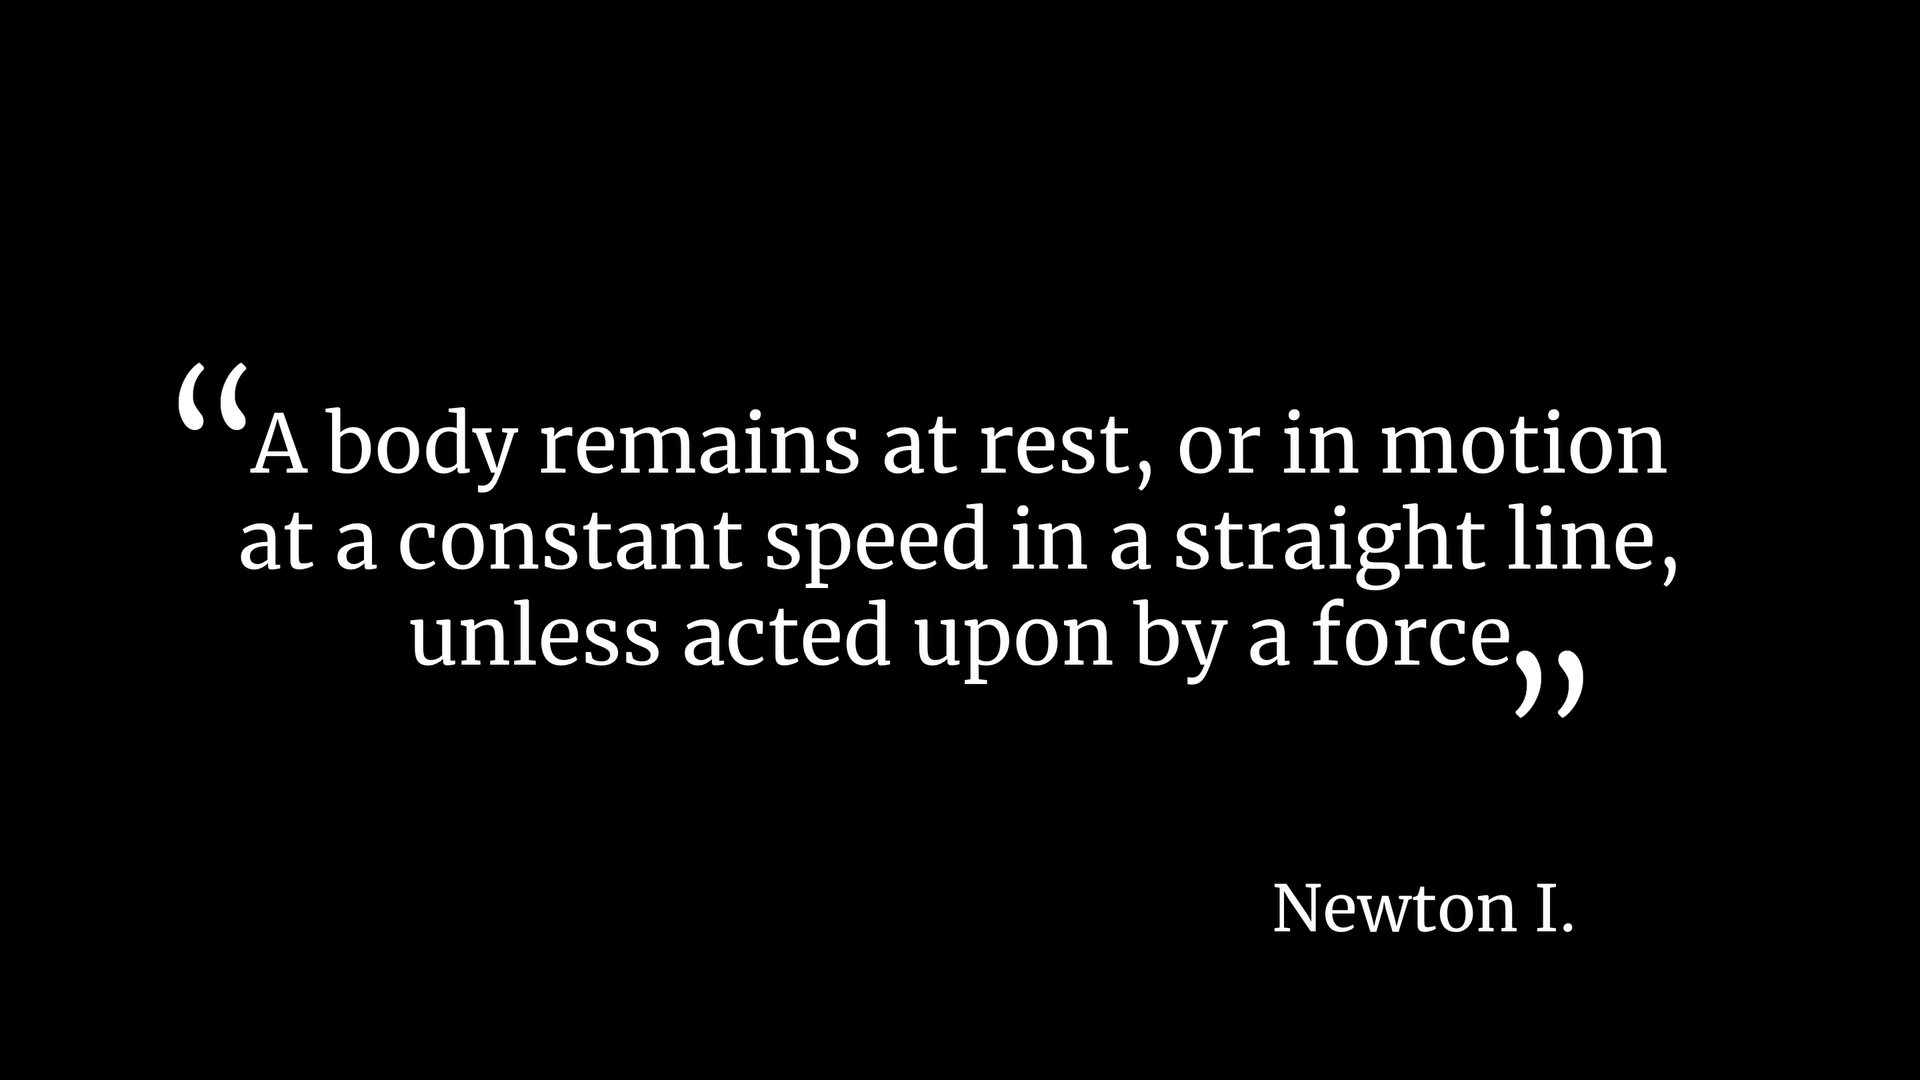 “A body remains at rest, or in motion
at a constant speed in a straight line,
unless acted upon by a force”
Newton I.